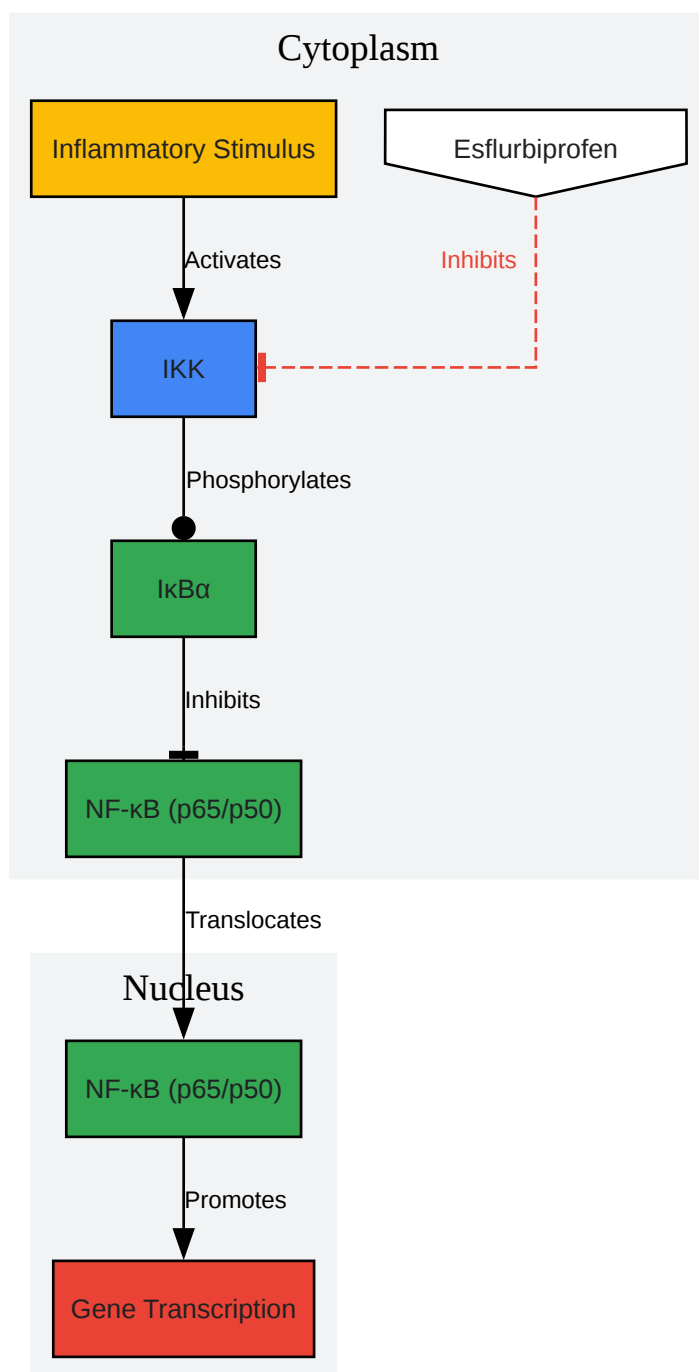 Cytoplasm
Inflammatory Stimulus
Esflurbiprofen
Activates
Inhibits
IKK
Phosphorylates
IκBα
Inhibits
NF-κB (p65/p50)
Translocates
Nucleus
NF-κB (p65/p50)
Promotes
Gene Transcription